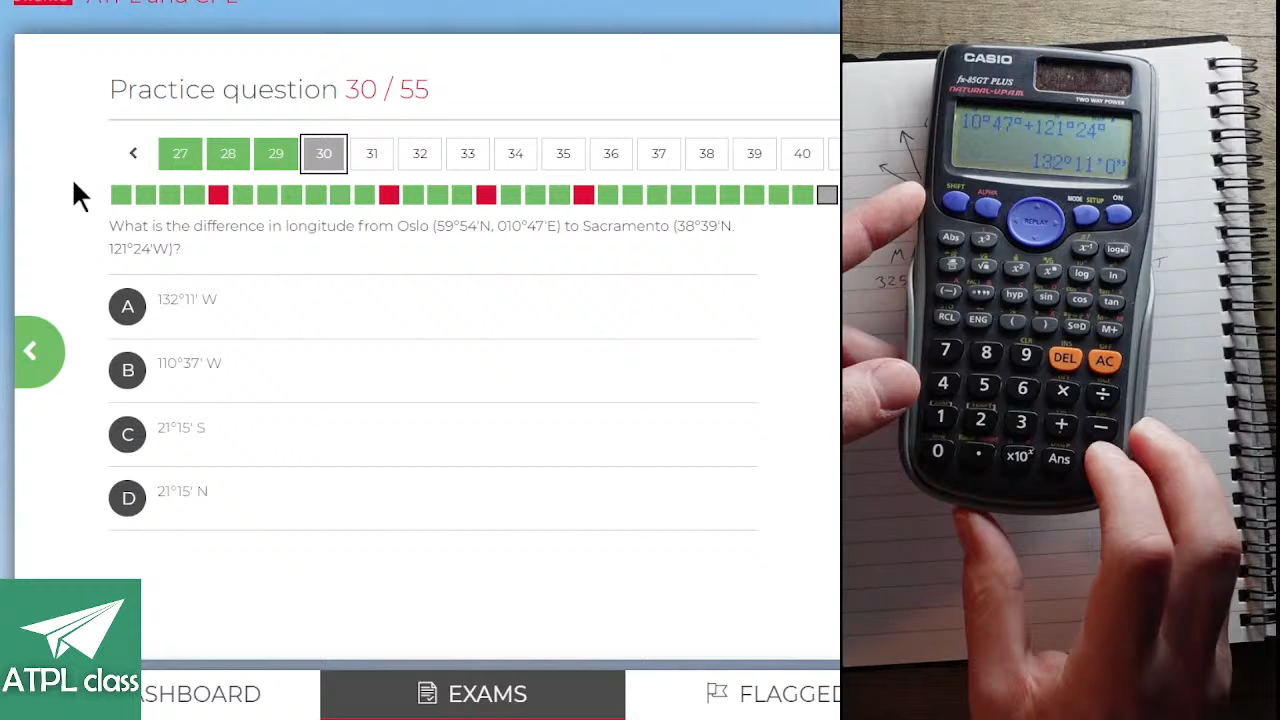 ATPL and CPL
Practice question 30 / 55
27 28 29 30 31 32 33 34 35 36 37 38 39 40
What is the difference in longitude from Oslo (59°54'N, 010°47'E) to Sacramento (38°39'N.
121°24'W)?
A 132°11' W
B 110°37' W
C 21°15' S
D 21°15' N
ATPL class
ASHBOARD
EXAMS
FLAGGED
CASIO
fx-85GT PLUS
NATURAL-V.P.A.M.
TWO WAY POWER
10°47°+121°24°
132°11'0"
SHIFT ALPHA MODE SETUP ON
REPLAY
Abs x³ x⁻¹ log
x² log ln
(−) hyp sin cos tan
RCL ENG ( ) S⇔D M+
7 8 9 DEL AC
4 5 6 × ÷
1 2 3 + −
0 . ×10ˣ Ans
M
325
T